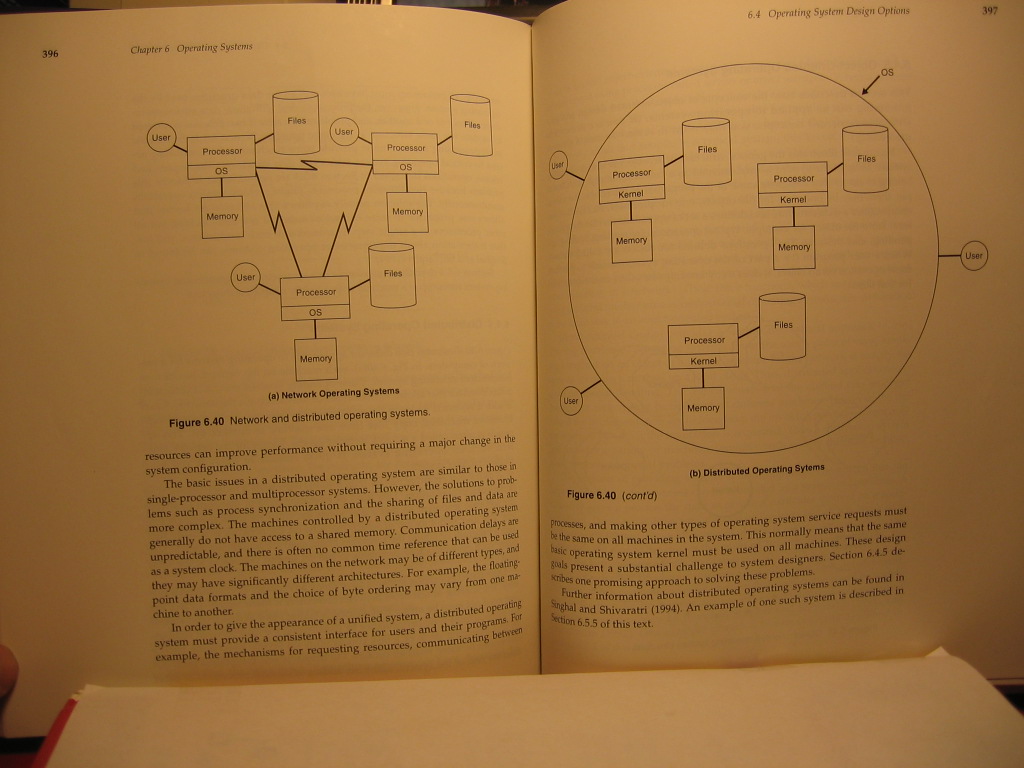 396
Chapter 6 Operating Systems
User
Processor
OS
Memory
Files
User
Processor
OS
Memory
Files
User
Processor
OS
Memory
Files
(a) Network Operating Systems
Figure 6.40 Network and distributed operating systems.
resources can improve performance without requiring a major change in the
system configuration.
The basic issues in a distributed operating system are similar to those in
single-processor and multiprocessor systems. However, the solutions to prob-
lems such as process synchronization and the sharing of files and data are
more complex. The machines controlled by a distributed operating system
generally do not have access to a shared memory. Communication delays are
unpredictable, and there is often no common time reference that can be used
as a system clock. The machines on the network may be of different types, and
they may have significantly different architectures. For example, the floating-
point data formats and the choice of byte ordering may vary from one ma-
chine to another.
In order to give the appearance of a unified system, a distributed operating
system must provide a consistent interface for users and their programs. For
example, the mechanisms for requesting resources, communicating between
6.4 Operating System Design Options
397
OS
User
Processor
Kernel
Memory
Files
Processor
Kernel
Memory
Files
User
Processor
Kernel
Memory
Files
User
(b) Distributed Operating Sytems
Figure 6.40 (cont'd)
processes, and making other types of operating system service requests must
be the same on all machines in the system. This normally means that the same
basic operating system kernel must be used on all machines. These design
goals present a substantial challenge to system designers. Section 6.4.5 de-
scribes one promising approach to solving these problems.
Further information about distributed operating systems can be found in
Singhal and Shivaratri (1994). An example of one such system is described in
Section 6.5.5 of this text.